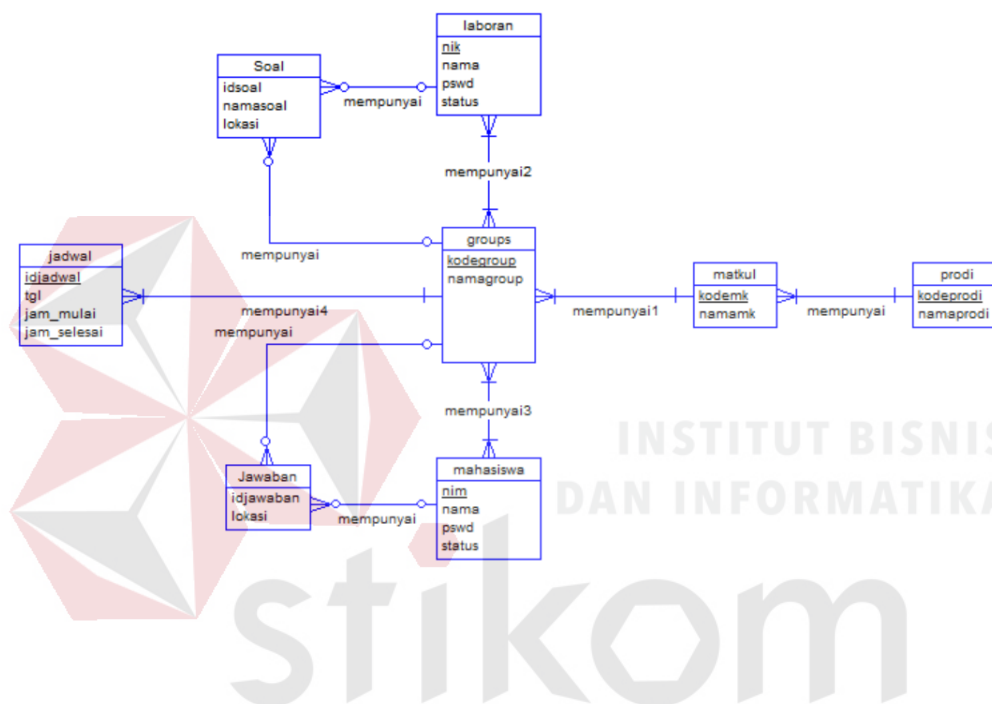 laboran
nik
nama
pswd
status
Soal
idsoal
namasoal
lokasi
mempunyai
mempunyai2
mempunyai
groups
kodegroup
namagroup
jadwal
idjadwal
tgl
jam_mulai
jam_selesai
mempunyai4
mempunyai
mempunyai1
matkul
kodemk
namamk
mempunyai
prodi
kodeprodi
namaprodi
mempunyai3
Jawaban
idjawaban
lokasi
mempunyai
mahasiswa
nim
nama
pswd
status
INSTITUT BISNIS
DAN INFORMATIKA
stikom